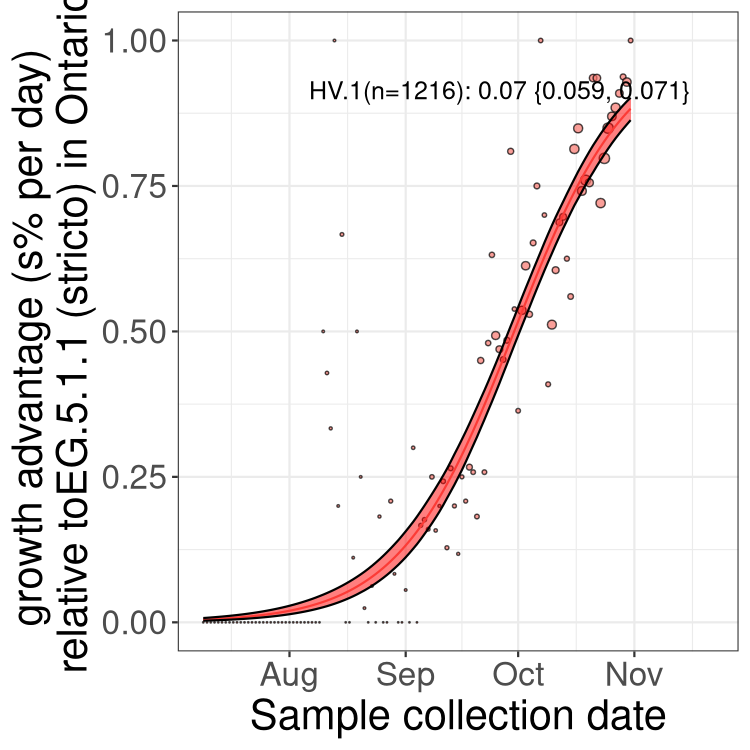 growth advantage (s% per day)
relative toEG.5.1.1 (stricto) in Ontario
1.00
0.75
0.50
0.25
0.00
HV.1(n=1216): 0.07 {0.059, 0.071}
Aug Sep Oct Nov
Sample collection date